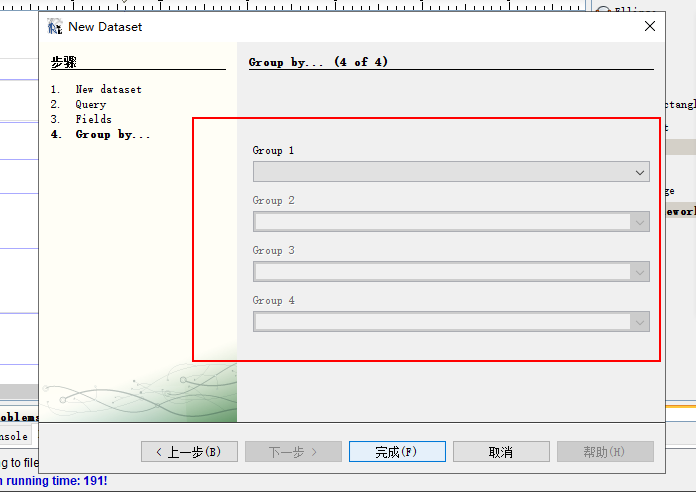 New Dataset
步骤
1. New dataset
2. Query
3. Fields
4. Group by...
Group by... (4 of 4)
Group 1
Group 2
Group 3
Group 4
< 上一步(B)
下一步 >
完成(F)
取消
帮助(H)
Ellipse
ctangl
t
ge
ework
oblems
nsole
ng to file
n running time: 191!